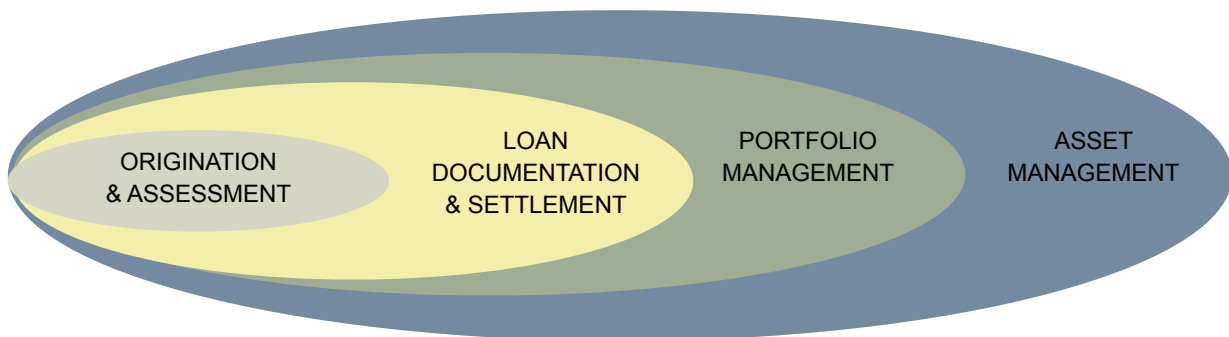 ORIGINATION
& ASSESSMENT
LOAN
DOCUMENTATION
& SETTLEMENT
PORTFOLIO
MANAGEMENT
ASSET
MANAGEMENT